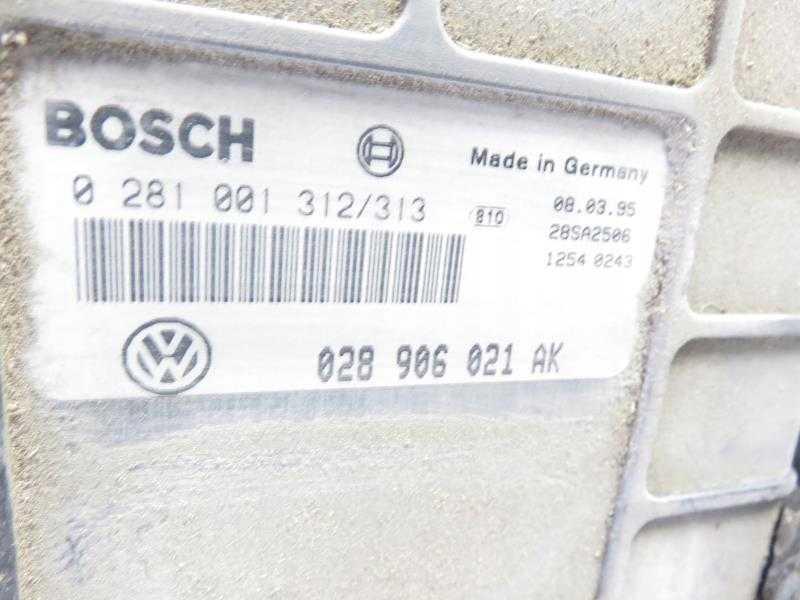 BOSCH
Made in Germany
0 281 001 312/313
810
08.03.95
28SA2506
1254 0243
VW
028 906 021 AK